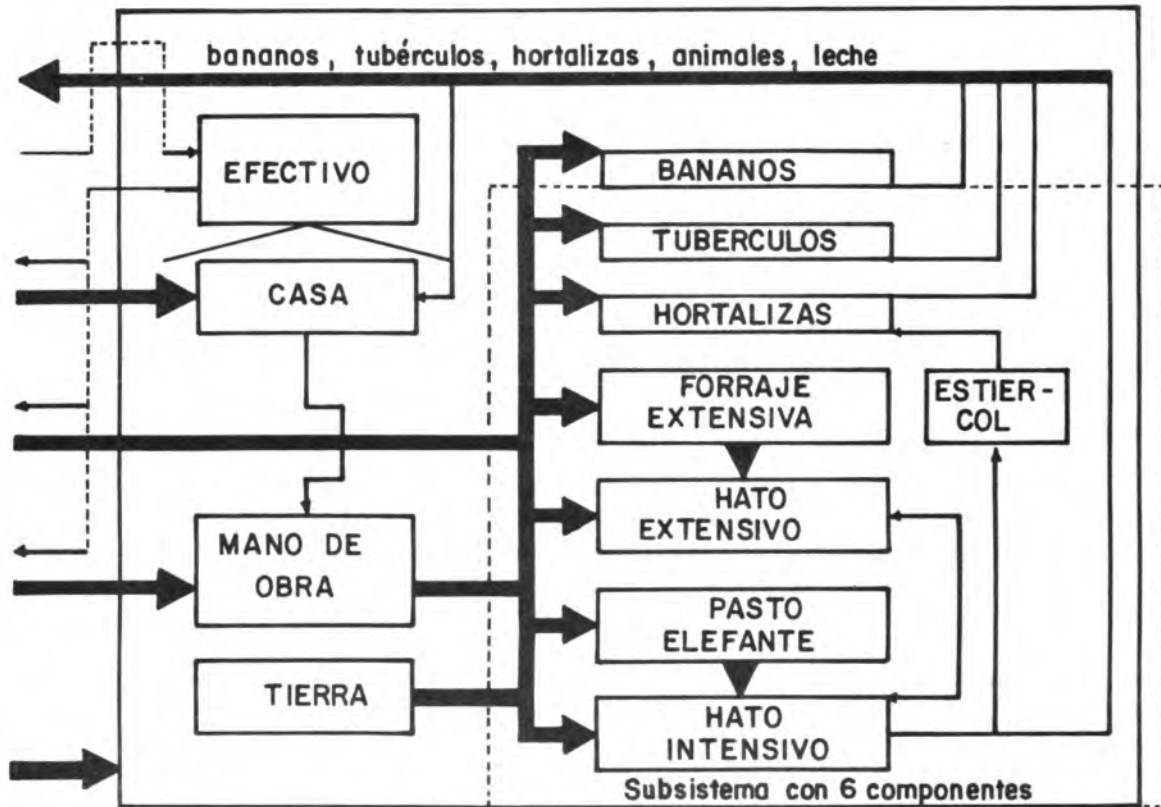 bananos, tubérculos, hortalizas, animales, leche
EFECTIVO
CASA
MANO DE
OBRA
TIERRA
BANANOS
TUBERCULOS
HORTALIZAS
FORRAJE
EXTENSIVA
HATO
EXTENSIVO
PASTO
ELEFANTE
HATO
INTENSIVO
ESTIER-
COL
Subsistema con 6 componentes